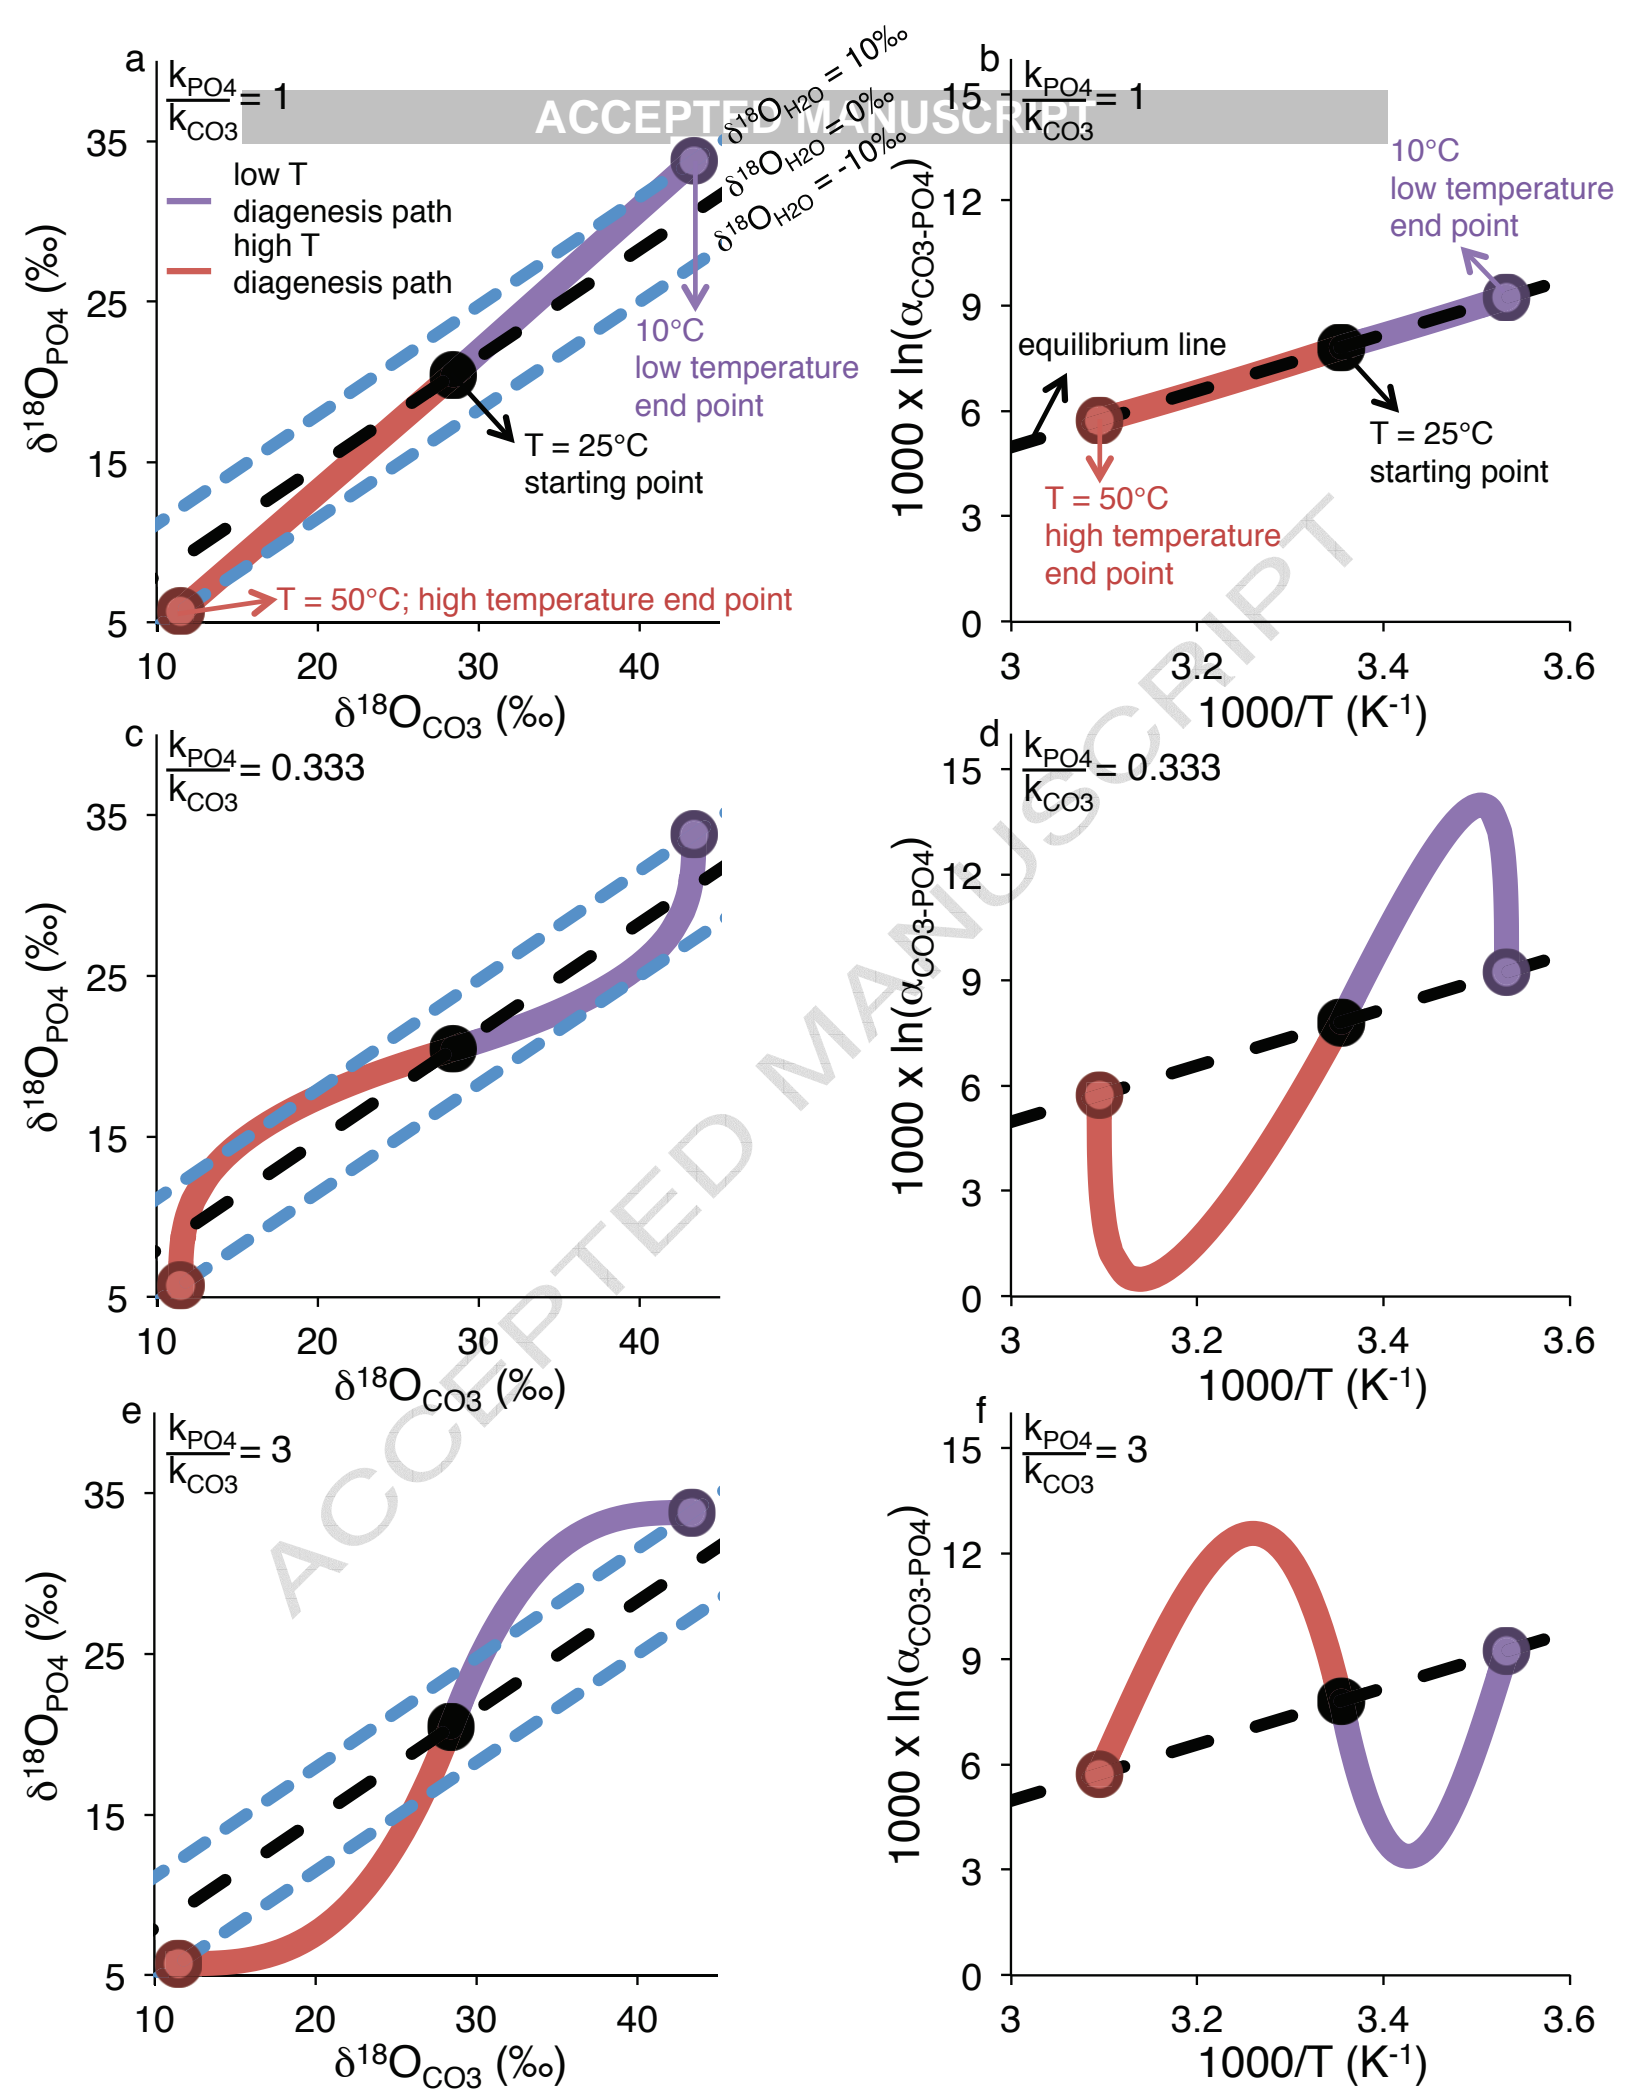 ACCEPTED MANUSCRIPT
a
kPO4
kCO3
= 1
low T
diagenesis path
high T
diagenesis path
δ18OH2O = 10‰
δ18OH2O = 0‰
δ18OH2O = -10‰
10°C
low temperature
end point
T = 25°C
starting point
T = 50°C; high temperature end point
35
25
15
5
10
20
30
40
δ18OPO4 (‰)
δ18OCO3 (‰)
b
kPO4
kCO3
= 1
10°C
low temperature
end point
equilibrium line
T = 25°C
starting point
T = 50°C
high temperature
end point
15
12
9
6
3
0
3
3.2
3.4
3.6
1000 x ln(αCO3-PO4)
1000/T (K-1)
c
kPO4
kCO3
= 0.333
35
25
15
5
10
20
30
40
δ18OPO4 (‰)
δ18OCO3 (‰)
d
kPO4
kCO3
= 0.333
15
12
9
6
3
0
3
3.2
3.4
3.6
1000 x ln(αCO3-PO4)
1000/T (K-1)
e
kPO4
kCO3
= 3
35
25
15
5
10
20
30
40
δ18OPO4 (‰)
δ18OCO3 (‰)
f
kPO4
kCO3
= 3
15
12
9
6
3
0
3
3.2
3.4
3.6
1000 x ln(αCO3-PO4)
1000/T (K-1)
ACCEPTED MANUSCRIPT